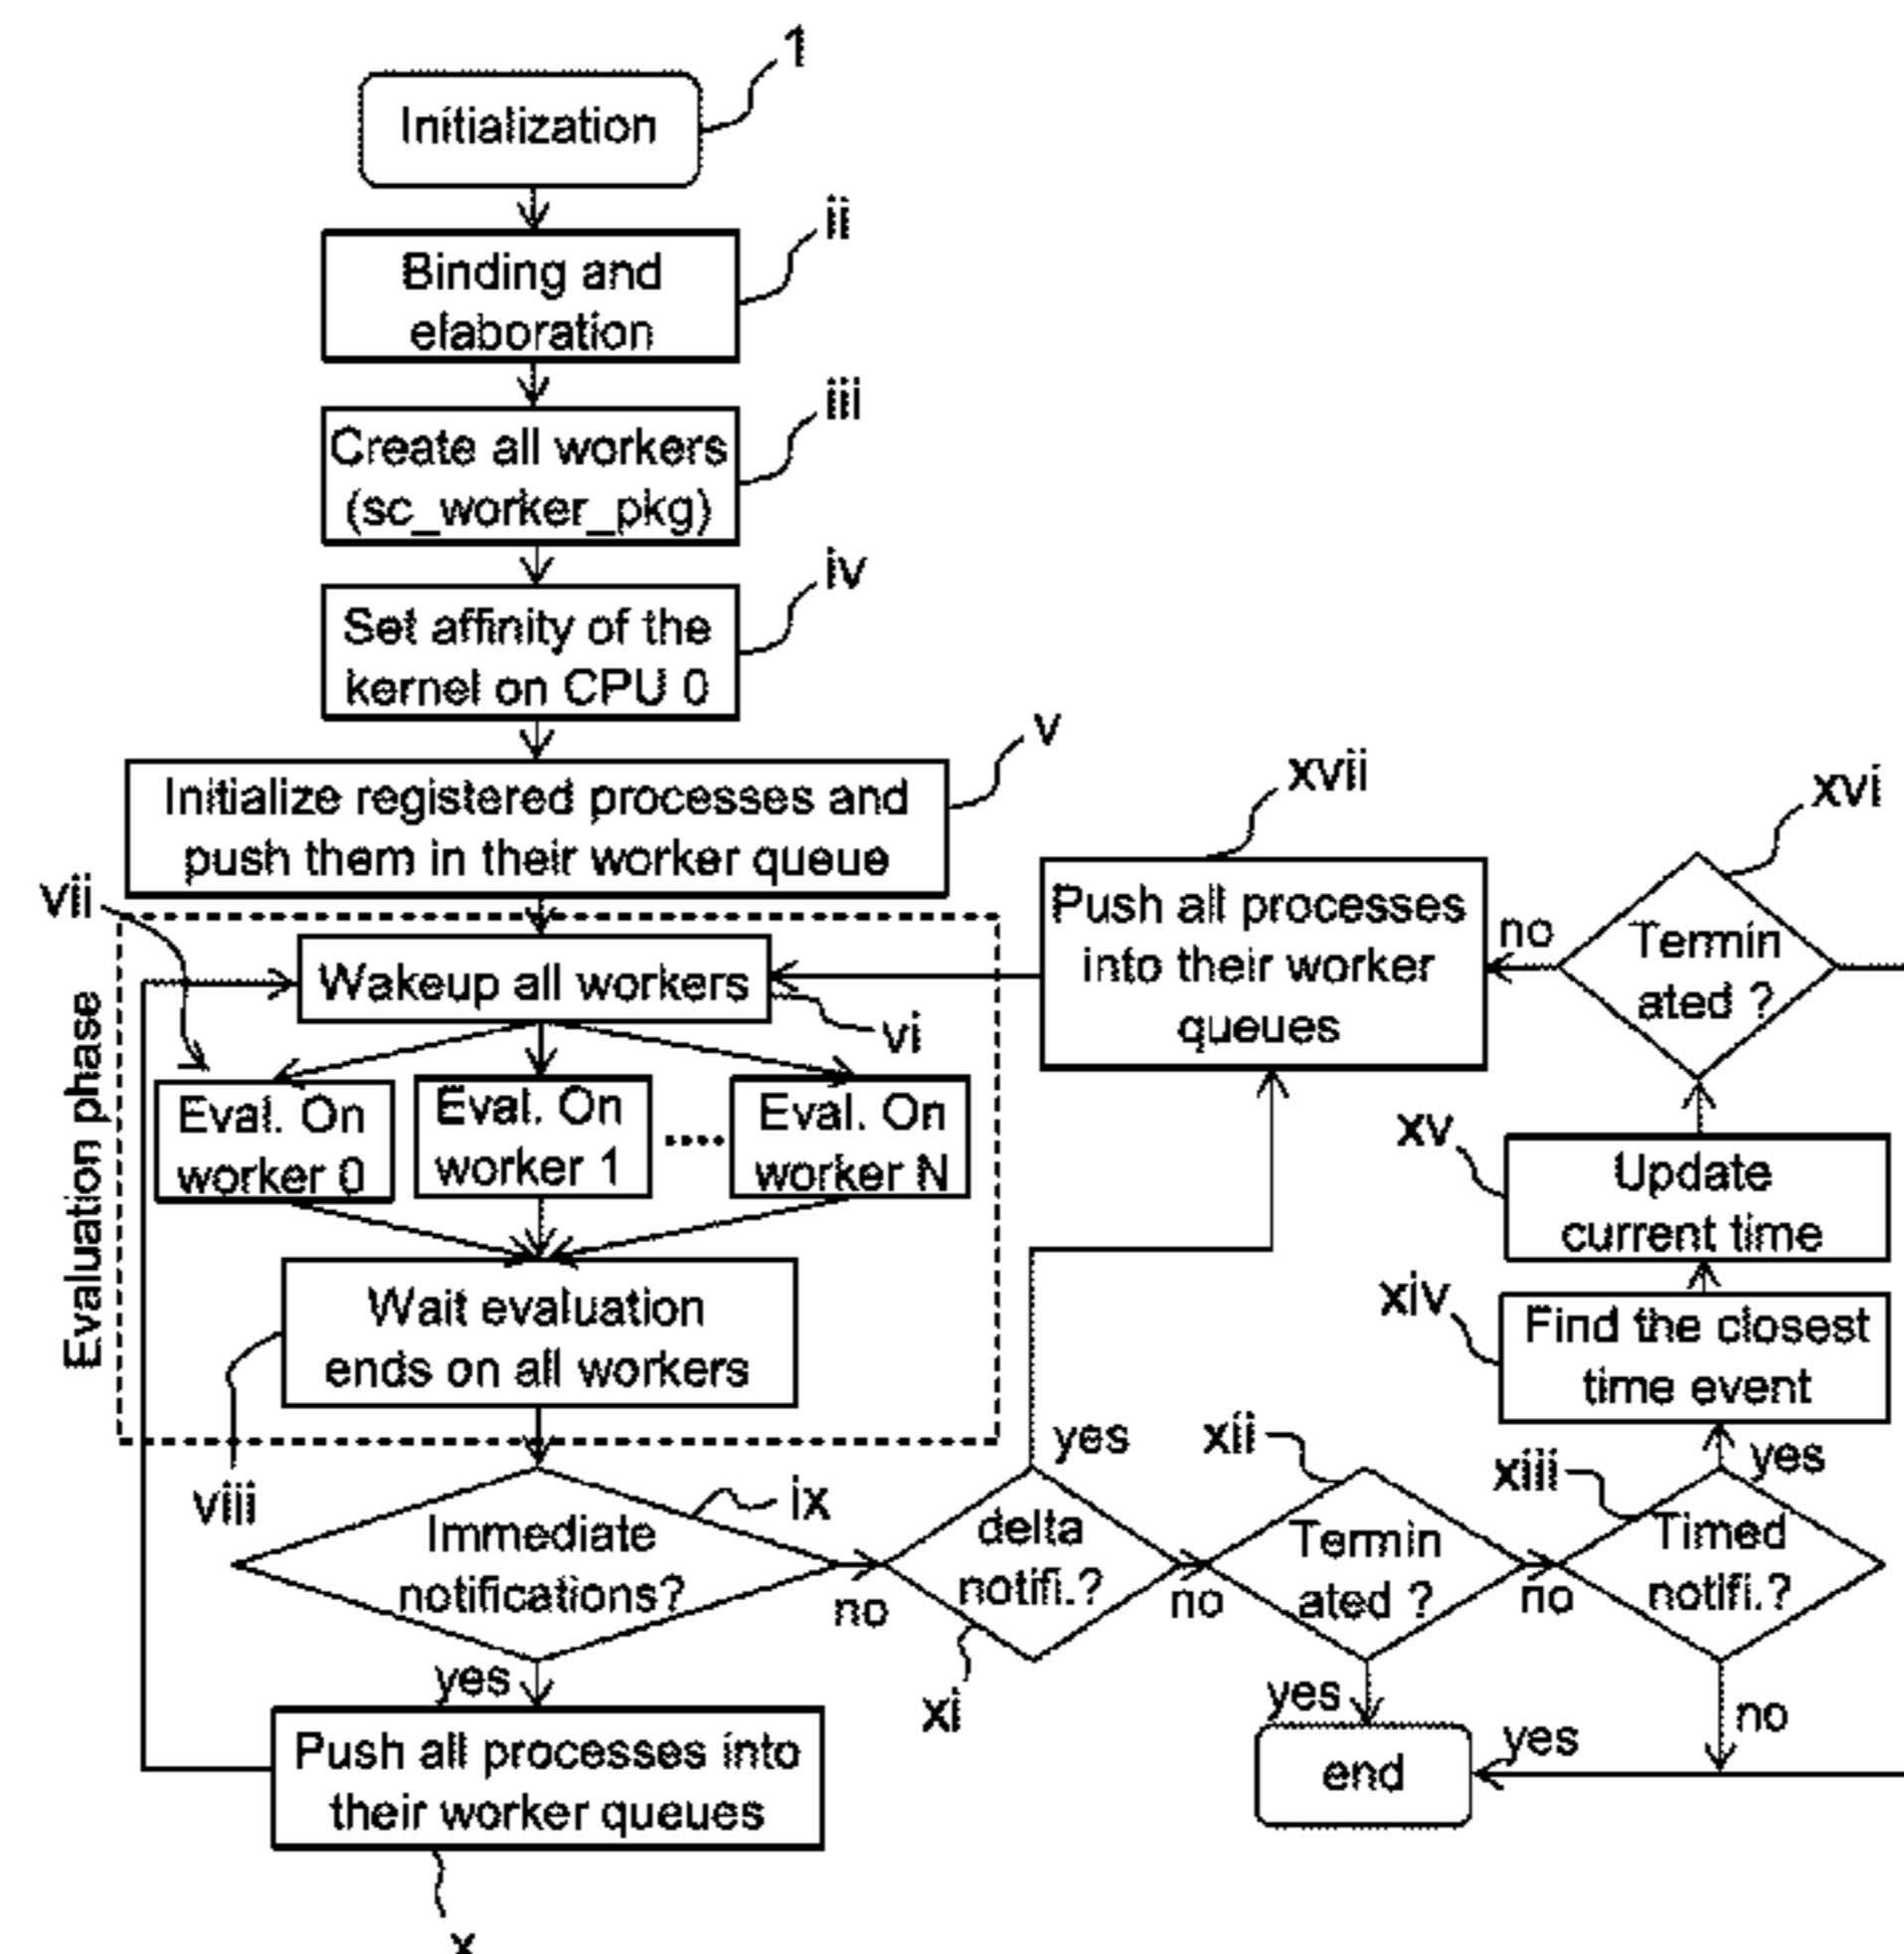 1
Initialization
ii
Binding and
elaboration
iii
Create all workers
(sc_worker_pkg)
iv
Set affinity of the
kernel on CPU 0
v
Initialize registered processes and
push them in their worker queue
vii
Evaluation phase
Wakeup all workers
vi
Eval. On
worker 0
Eval. On
worker 1
....
Eval. On
worker N
Wait evaluation
ends on all workers
viii
Immediate
notifications?
ix
no
yes
Push all processes into
their worker queues
x
delta
notifi.?
xi
yes
no
xii
Termin
ated ?
no
yes
end
yes
xiii
Timed
notifi.?
yes
no
xiv
Find the closest
time event
xv
Update
current time
xvi
Termin
ated ?
no
xvii
Push all processes
into their worker
queues